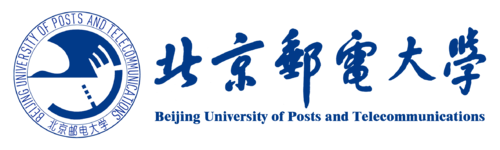 BEIJING UNIVERSITY OF POSTS AND TELECOMMUNICATIONS
北京邮电大学
北京郵電大學
Beijing University of Posts and Telecommunications